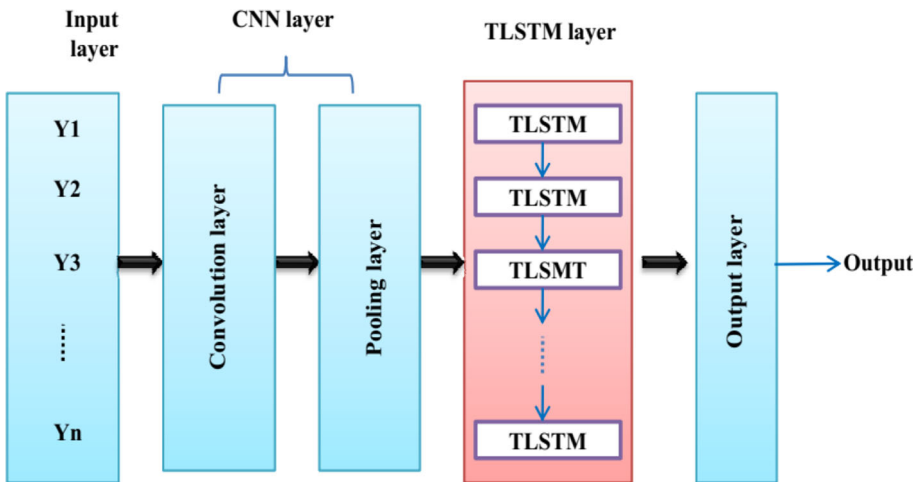 Input
layer
CNN layer
TLSTM layer
Y1
Y2
Y3
......
Yn
Convolution layer
Pooling layer
TLSTM
TLSTM
TLSMT
......
TLSTM
Output layer
Output